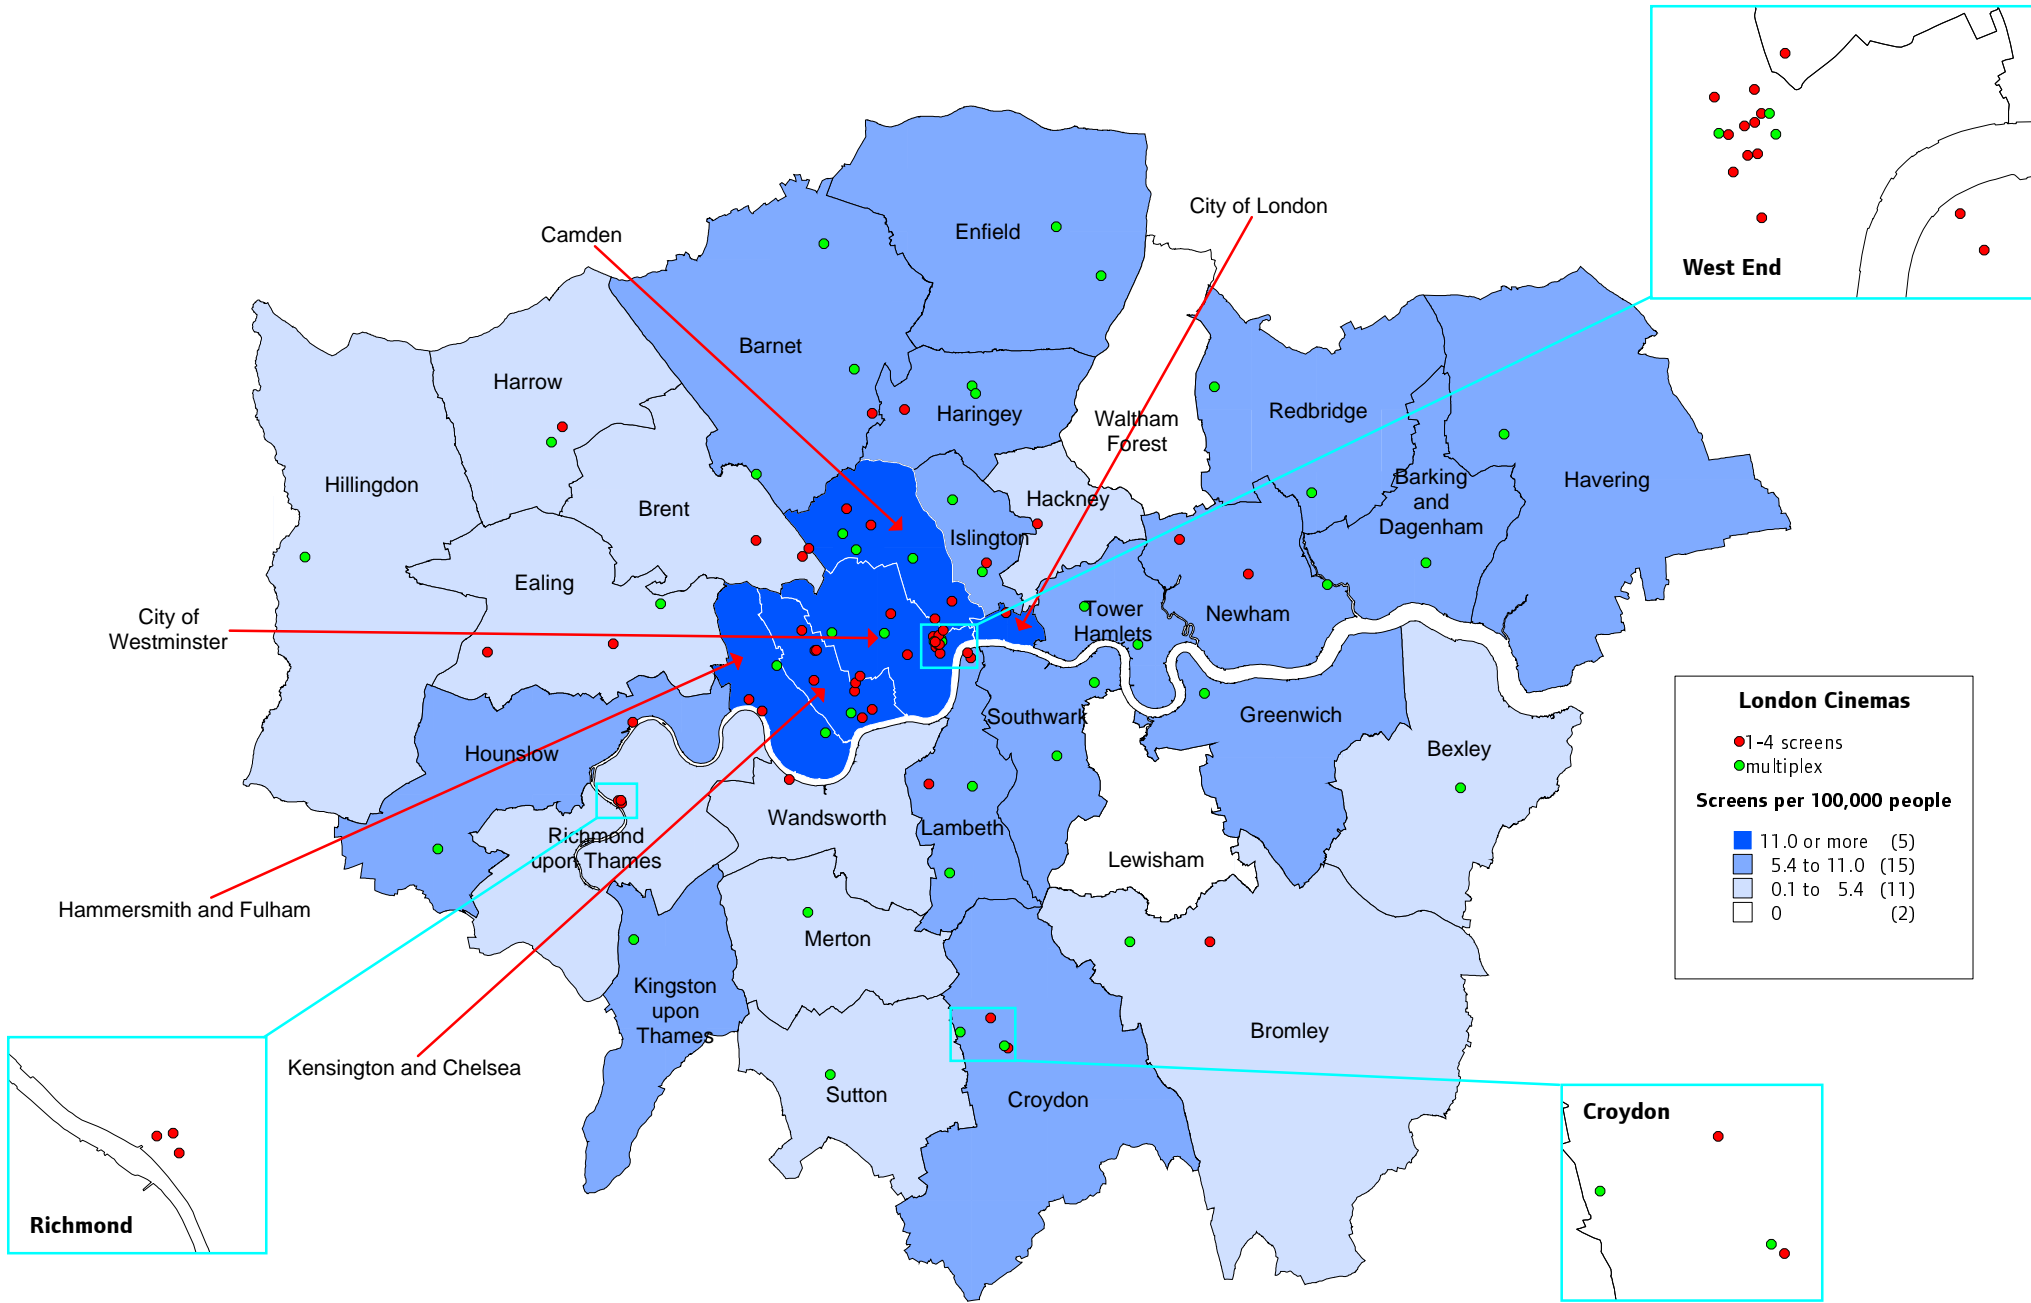 West End
City of London
Camden
Enfield
Barnet
Harrow
Haringey
Waltham
Forest
Redbridge
Hillingdon
Brent
Hackney
Barking
and
Dagenham
Havering
Islington
Ealing
City of
Westminster
Tower
Hamlets
Newham
London Cinemas
1-4 screens
multiplex
Screens per 100,000 people
11.0 or more (5)
5.4 to 11.0 (15)
0.1 to 5.4 (11)
0 (2)
Southwark
Greenwich
Hounslow
Bexley
Wandsworth
Lambeth
Richmond
upon Thames
Lewisham
Hammersmith and Fulham
Merton
Kingston
upon
Thames
Bromley
Kensington and Chelsea
Sutton
Croydon
Croydon
Richmond